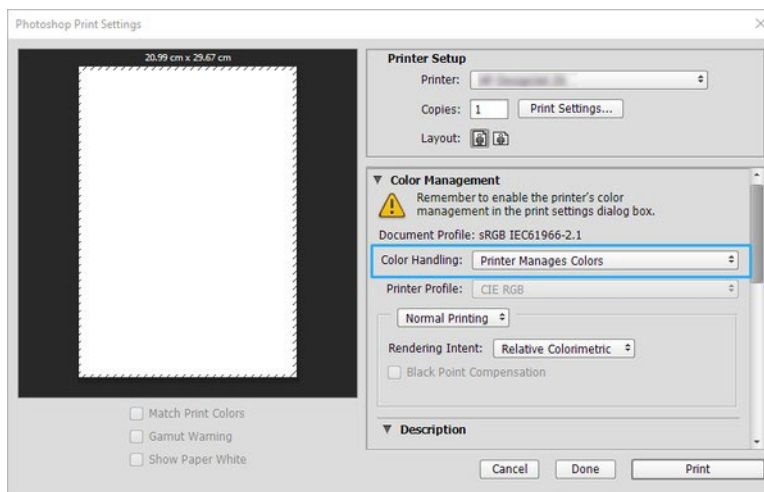 Photoshop Print Settings
20.99 cm x 29.67 cm
Match Print Colors
Gamut Warning
Show Paper White
Printer Setup
Printer:
Copies: 1 Print Settings...
Layout:
Color Management
Remember to enable the printer's color
management in the print settings dialog box.
Document Profile: sRGB IEC61966-2.1
Color Handling: Printer Manages Colors
Printer Profile: CIE RGB
Normal Printing
Rendering Intent: Relative Colorimetric
Black Point Compensation
Description
Cancel Done Print